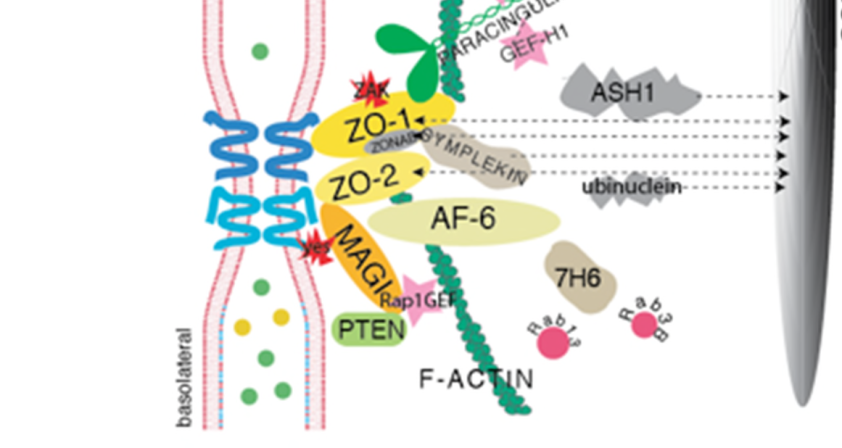 PARACINGULIN
GEF-H1
ZAK
ASH1
ZO-1
ZONAB
SYMPLEKIN
ZO-2
ubinuclein
AF-6
Yes
MAGI
7H6
Rap1GEF
PTEN
Rab13
Rab3B
F-ACTIN
basolateral